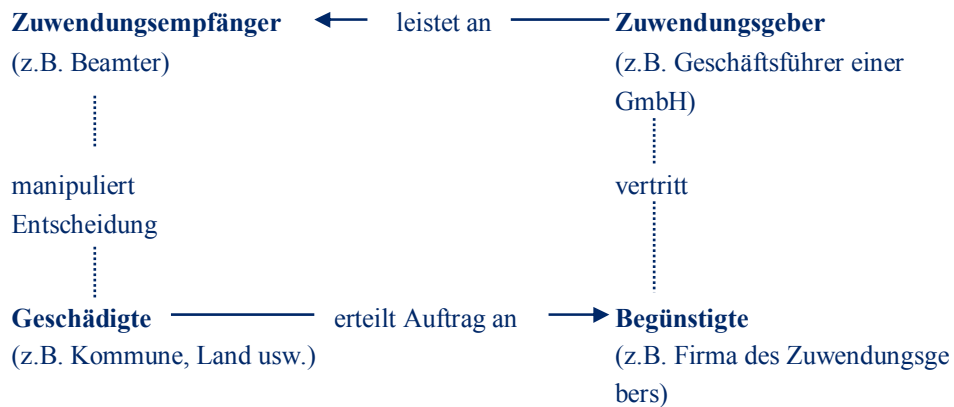 Zuwendungsempfänger leistet an Zuwendungsgeber
(z.B. Beamter) (z.B. Geschäftsführer einer
GmbH)
manipuliert vertritt
Entscheidung
Geschädigte erteilt Auftrag an Begünstigte
(z.B. Kommune, Land usw.) (z.B. Firma des Zuwendungsge
bers)